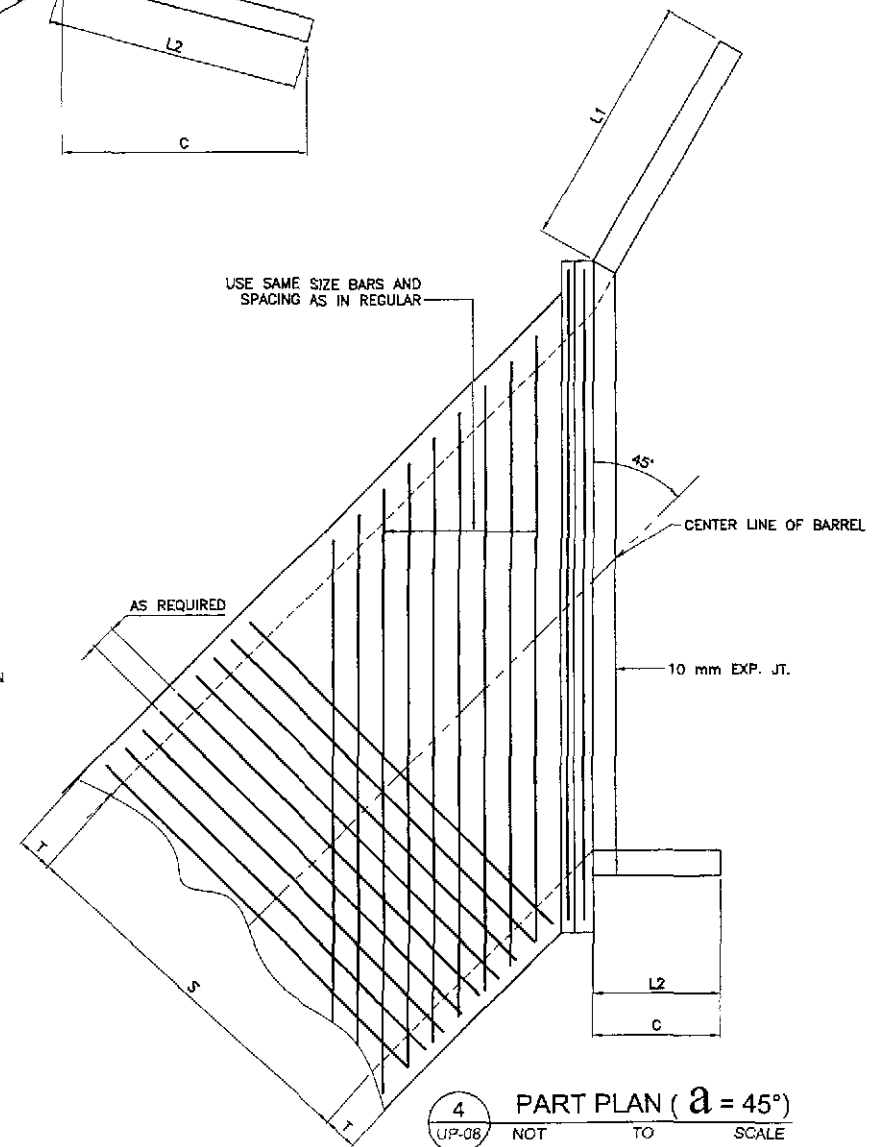 L2
C
L1
USE SAME SIZE BARS AND
SPACING AS IN REGULAR
45°
CENTER LINE OF BARREL
AS REQUIRED
N
10 mm EXP. JT.
T
S
T
L2
C
4
UP-08
PART PLAN ( a = 45°)
NOT TO SCALE